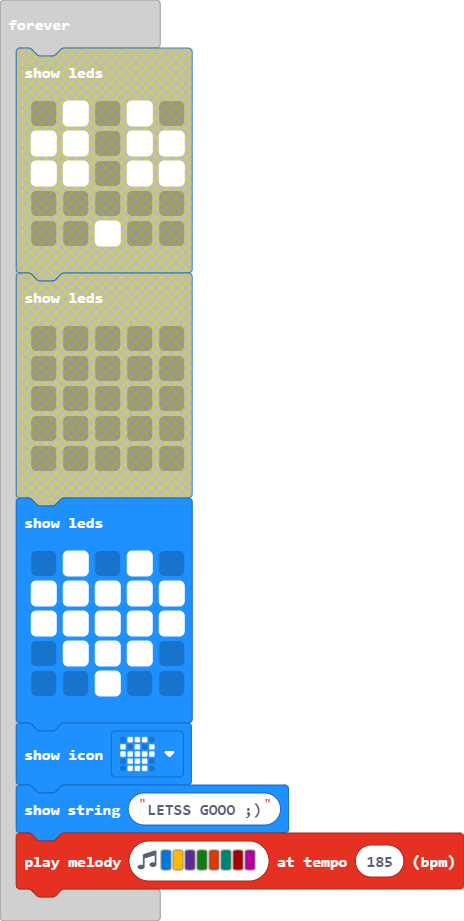 forever
show leds
show leds
show leds
show icon
show string "LETSS GOOO ;)"
play melody at tempo 185 (bpm)